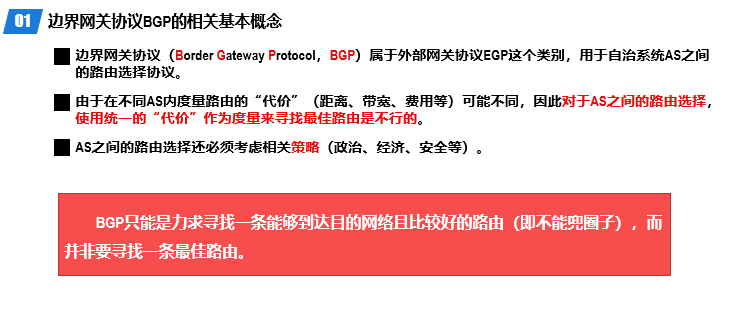 01 边界网关协议BGP的相关基本概念
边界网关协议（Border Gateway Protocol，BGP）属于外部网关协议EGP这个类别，用于自治系统AS之间
的路由选择协议。
由于在不同AS内度量路由的“代价”（距离、带宽、费用等）可能不同，因此对于AS之间的路由选择，
使用统一的“代价”作为度量来寻找最佳路由是不行的。
AS之间的路由选择还必须考虑相关策略（政治、经济、安全等）。
BGP只能是力求寻找一条能够到达目的网络且比较好的路由（即不能兜圈子），而
并非要寻找一条最佳路由。